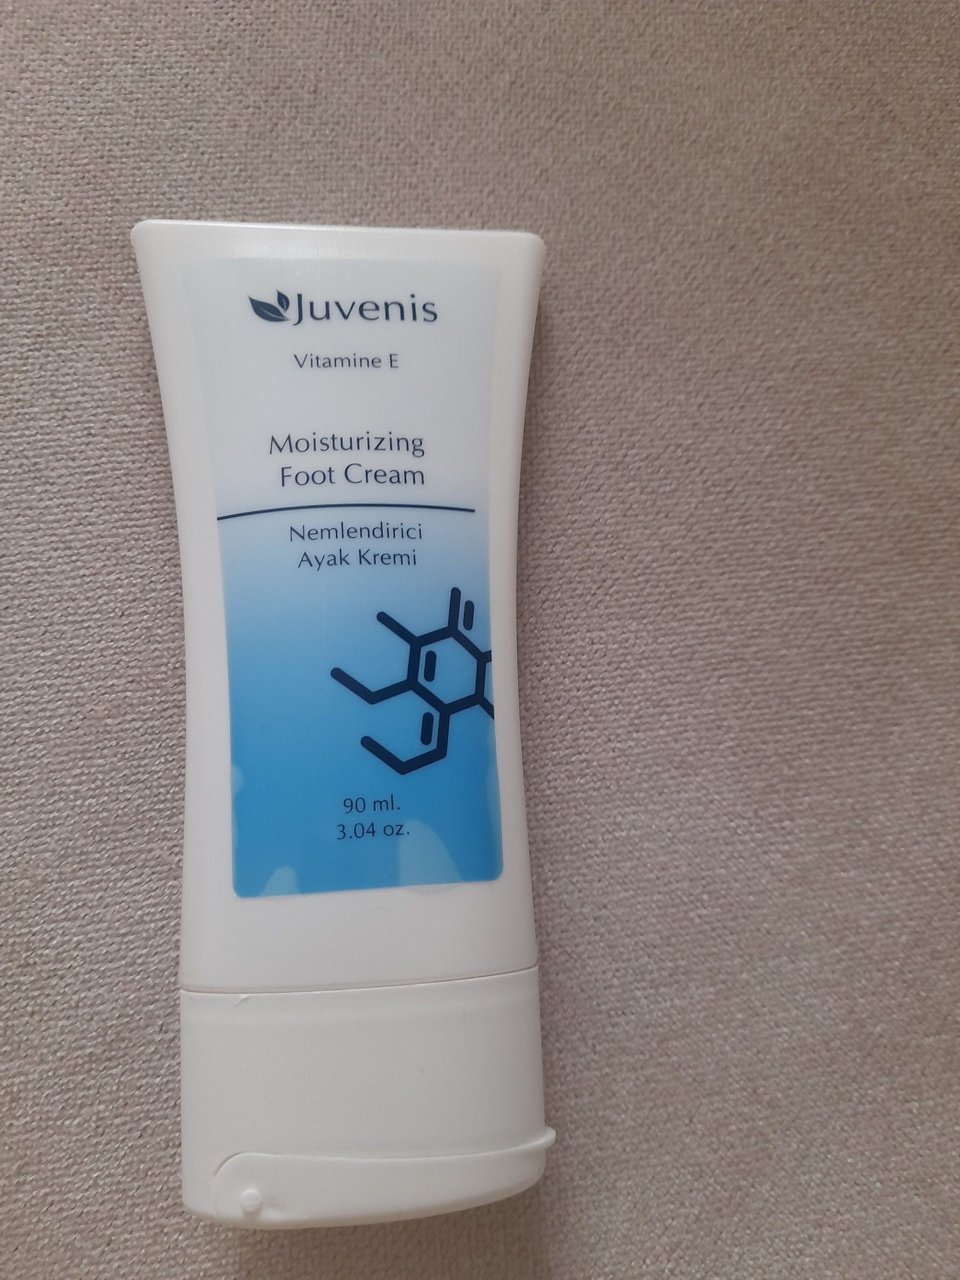 Juvenis
Vitamine E
Moisturizing
Foot Cream
Nemlendirici
Ayak Kremi
90 ml.
3.04 oz.